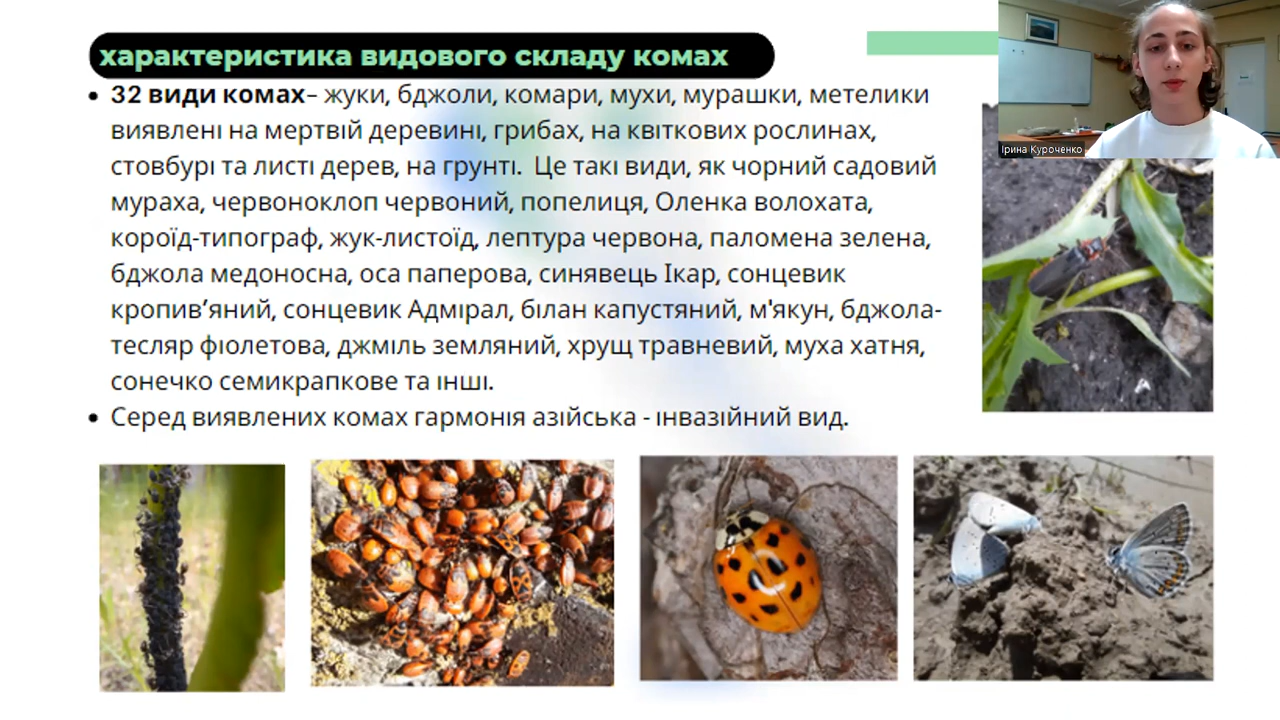 характеристика видового складу комах
• 32 види комах– жуки, бджоли, комари, мухи, мурашки, метелики
виявлені на мертвій деревині, грибах, на квіткових рослинах,
стовбурі та листі дерев, на грунті. Це такі види, як чорний садовий
мураха, червоноклоп червоний, попелиця, Оленка волохата,
короїд-типограф, жук-листоїд, лептура червона, паломена зелена,
бджола медоносна, оса паперова, синявець Ікар, сонцевик
кропив’яний, сонцевик Адмірал, білан капустяний, м'якун, бджола-
тесляр фіолетова, джміль земляний, хрущ травневий, муха хатня,
сонечко семикрапкове та інші.
• Серед виявлених комах гармонія азійська - інвазійний вид.
Ірина Куроченко